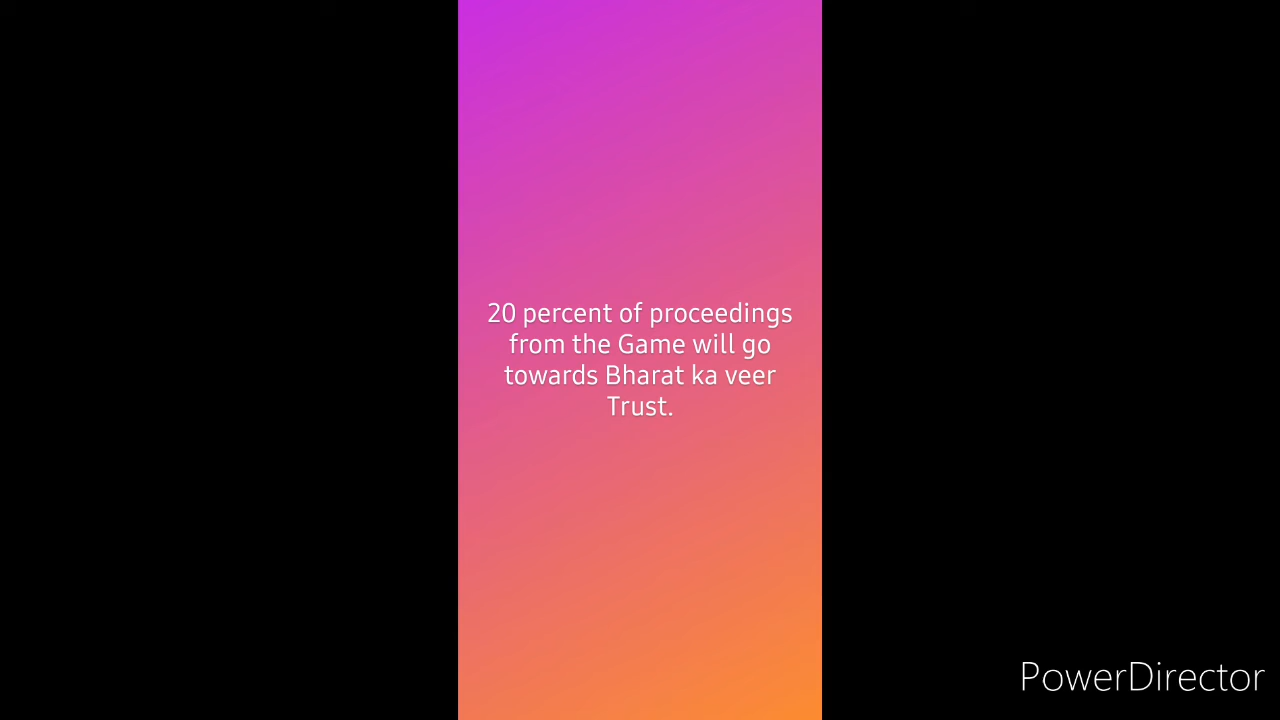 20 percent of proceedings
from the Game will go
towards Bharat ka veer
Trust.
PowerDirector